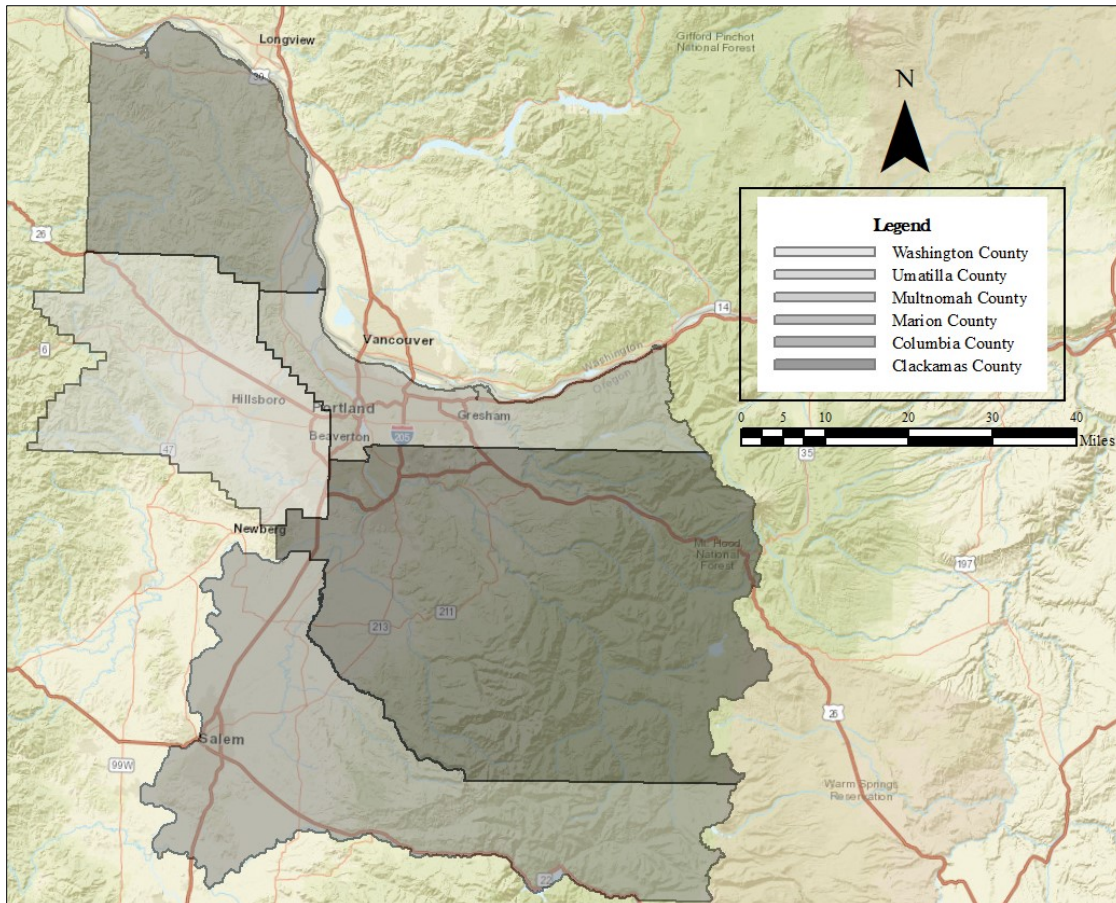 Longview
30
Gifford Pinchot
National Forest
N
26
Legend
Washington County
Umatilla County
Multnomah County
Marion County
Columbia County
Clackamas County
14
Vancouver
Washington
Oregon
6
Hillsboro
Portland
Gresham
Beaverton
205
0 5 10 20 30 40
Miles
47
35
Newberg
Mt. Hood
National
Forest
197
211
213
26
Salem
99W
Warm Springs
Reservation
22